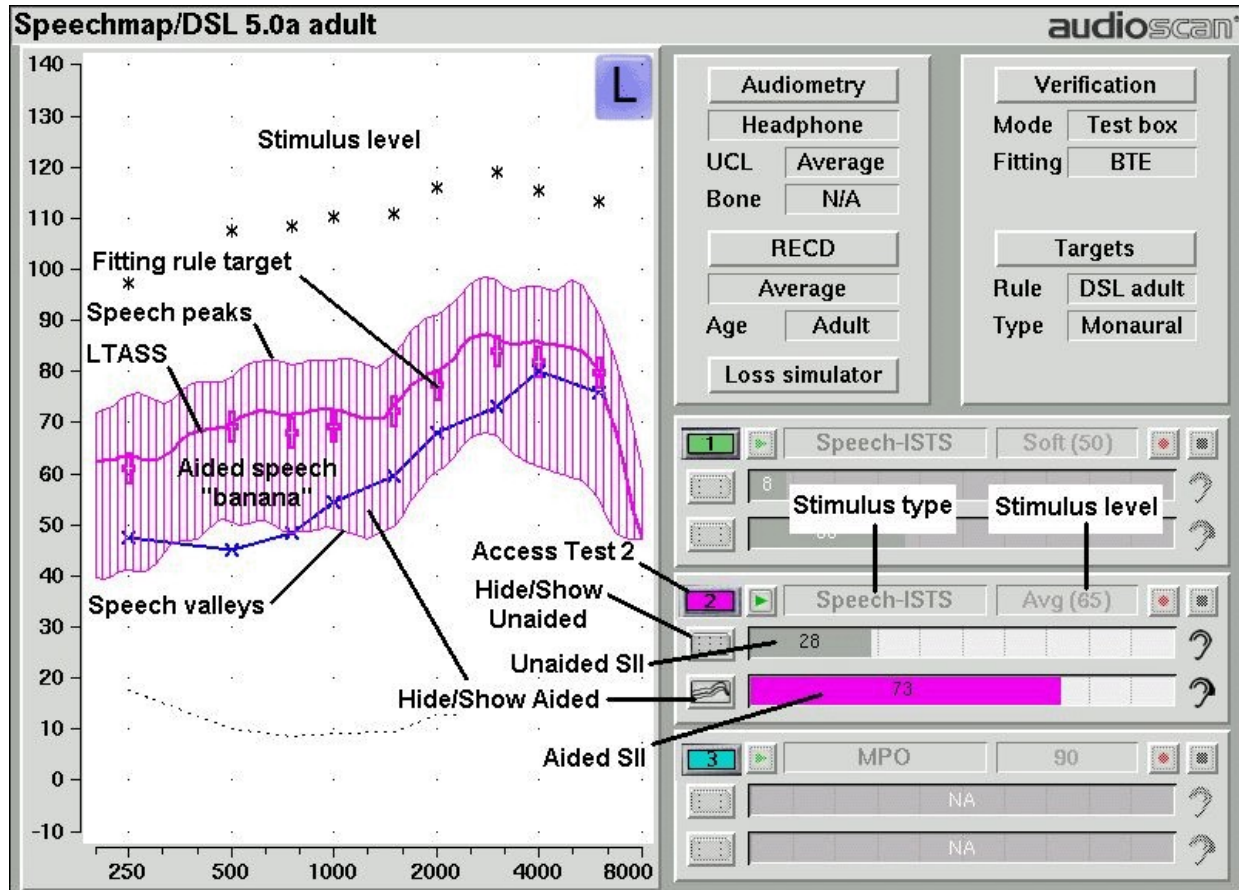 Speechmap/DSL 5.0a adult
audioscan
140
130
120
110
100
90
80
70
60
50
40
30
20
10
0
-10
250 500 1000 2000 4000 8000
L
Stimulus level
Fitting rule target
Speech peaks
LTASS
Aided speech
"banana"
Speech valleys
Access Test 2
Hide/Show
Unaided
Unaided SII
Hide/Show Aided
Aided SII
Audiometry
Headphone
UCL Average
Bone N/A
RECD
Average
Age Adult
Loss simulator
Verification
Mode Test box
Fitting BTE
Targets
Rule DSL adult
Type Monaural
1 Speech-ISTS Soft (50)
8
Stimulus type Stimulus level
2 Speech-ISTS Avg (65)
28
73
3 MPO 90
NA
NA